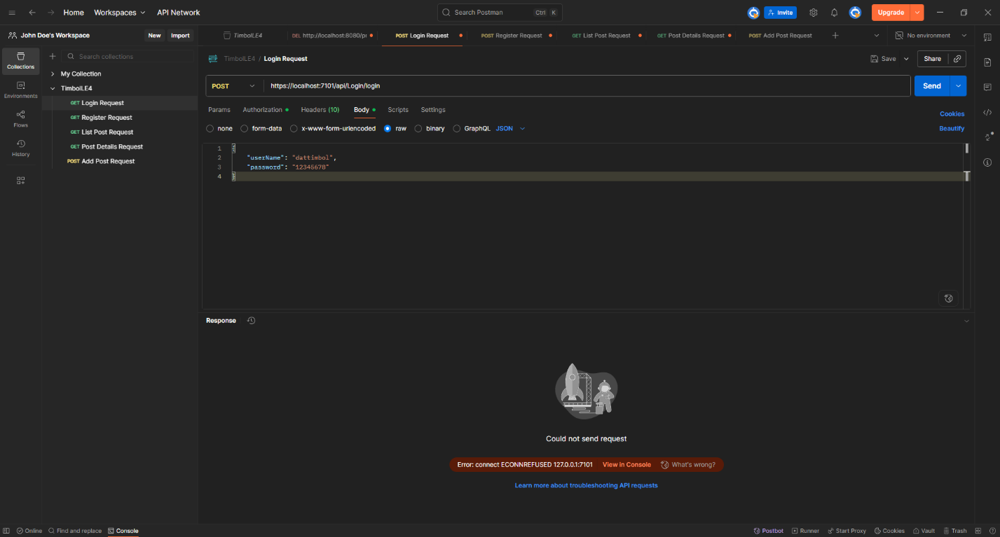 Home Workspaces API Network Search Postman Ctrl K Invite Upgrade
John Doe's Workspace New Import TimbolLE4 DEL http://localhost:8080/pr POST Login Request POST Register Request GET List Post Request GET Post Details Request POST Add Post Request No environment
Collections
Environments
Flows
History
Search collections
My Collection
TimbolLE4
GET Login Request
GET Register Request
GET List Post Request
GET Post Details Request
POST Add Post Request
HTTP TimbolLE4 / Login Request Save Share
POST https://localhost:7101/api/Login/login Send
Params Authorization Headers (10) Body Scripts Settings Cookies
none form-data x-www-form-urlencoded raw binary GraphQL JSON Beautify
1 {
2 "userName": "dattimbol",
3 "password": "12345678"
4 }
Response
Could not send request
Error: connect ECONNREFUSED 127.0.0.1:7101 View in Console What's wrong?
Learn more about troubleshooting API requests
Online Find and replace Console Postbot Runner Start Proxy Cookies Vault Trash